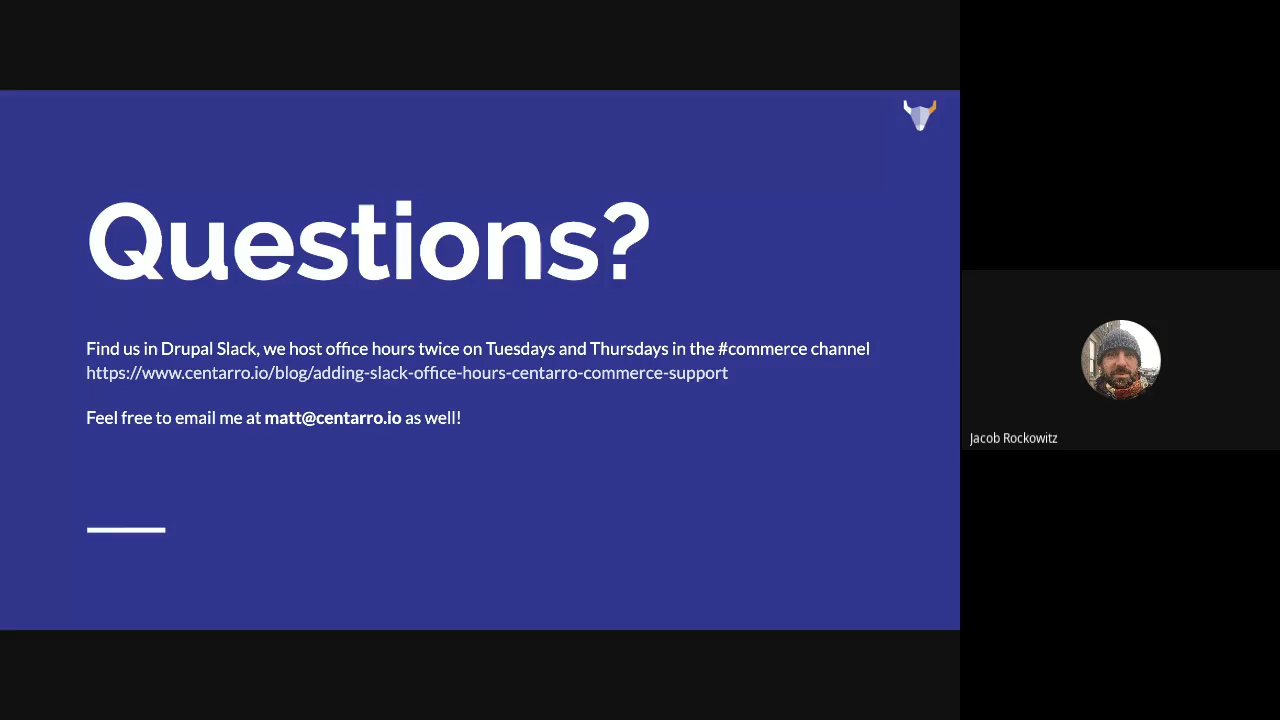 Questions?
Find us in Drupal Slack, we host office hours twice on Tuesdays and Thursdays in the #commerce channel
https://www.centarro.io/blog/adding-slack-office-hours-centarro-commerce-support
Feel free to email me at matt@centarro.io as well!
Jacob Rockowitz